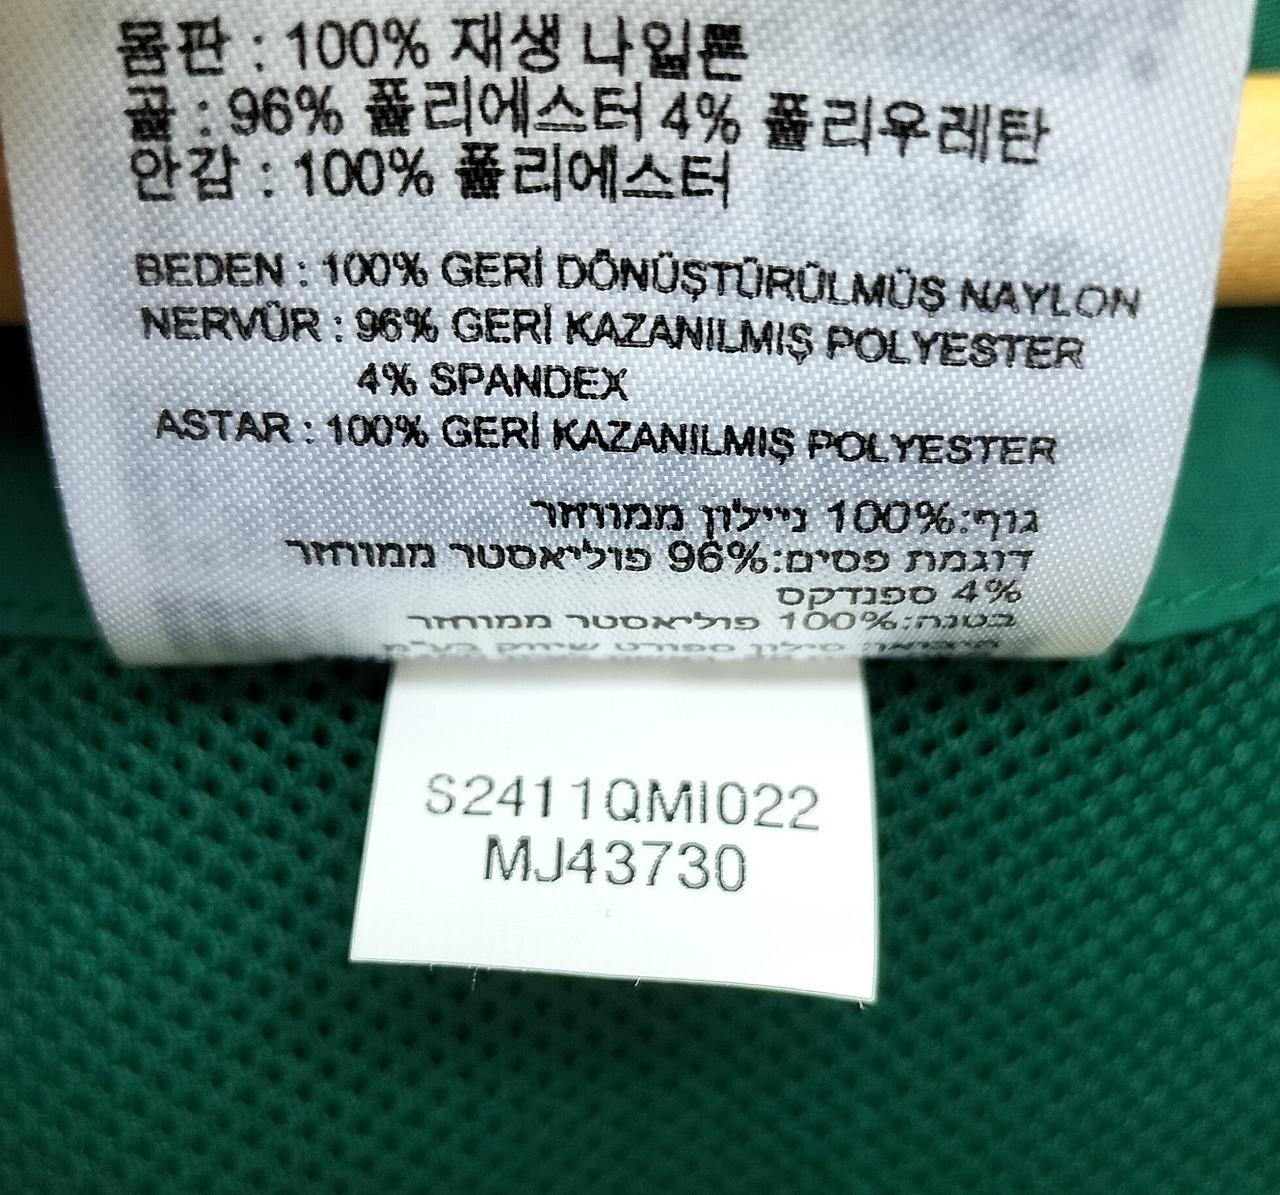 몸판 : 100% 재생 나일론
골 : 96% 폴리에스터 4% 폴리우레탄
안감 : 100% 폴리에스터
BEDEN : 100% GERİ DÖNÜŞTÜRÜLMÜŞ NAYLON
NERVÜR : 96% GERİ KAZANILMIŞ POLYESTER
4% SPANDEX
ASTAR : 100% GERİ KAZANILMIŞ POLYESTER
גוף:100% ניילון ממוחזר
דוגמת פסים:96% פוליאסטר ממוחזר
4% ספנדקס
בטנה:100% פוליאסטר ממוחזר
S2411QMI022
MJ43730